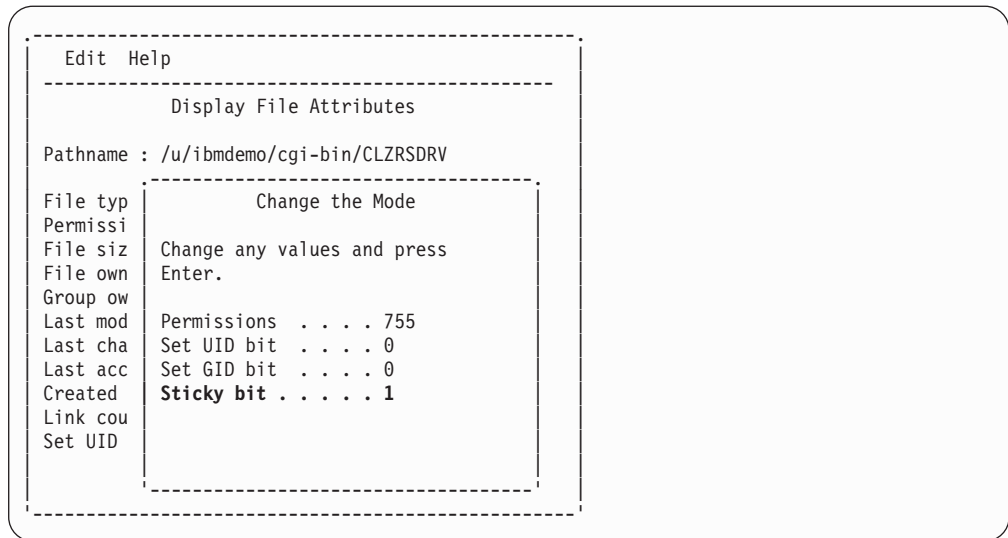 Edit Help
Display File Attributes
Pathname : /u/ibmdemo/cgi-bin/CLZRSDRV
File typ Change the Mode
Permissi
File siz Change any values and press
File own Enter.
Group ow
Last mod Permissions . . . . 755
Last cha Set UID bit . . . . 0
Last acc Set GID bit . . . . 0
Created Sticky bit . . . . . 1
Link cou
Set UID